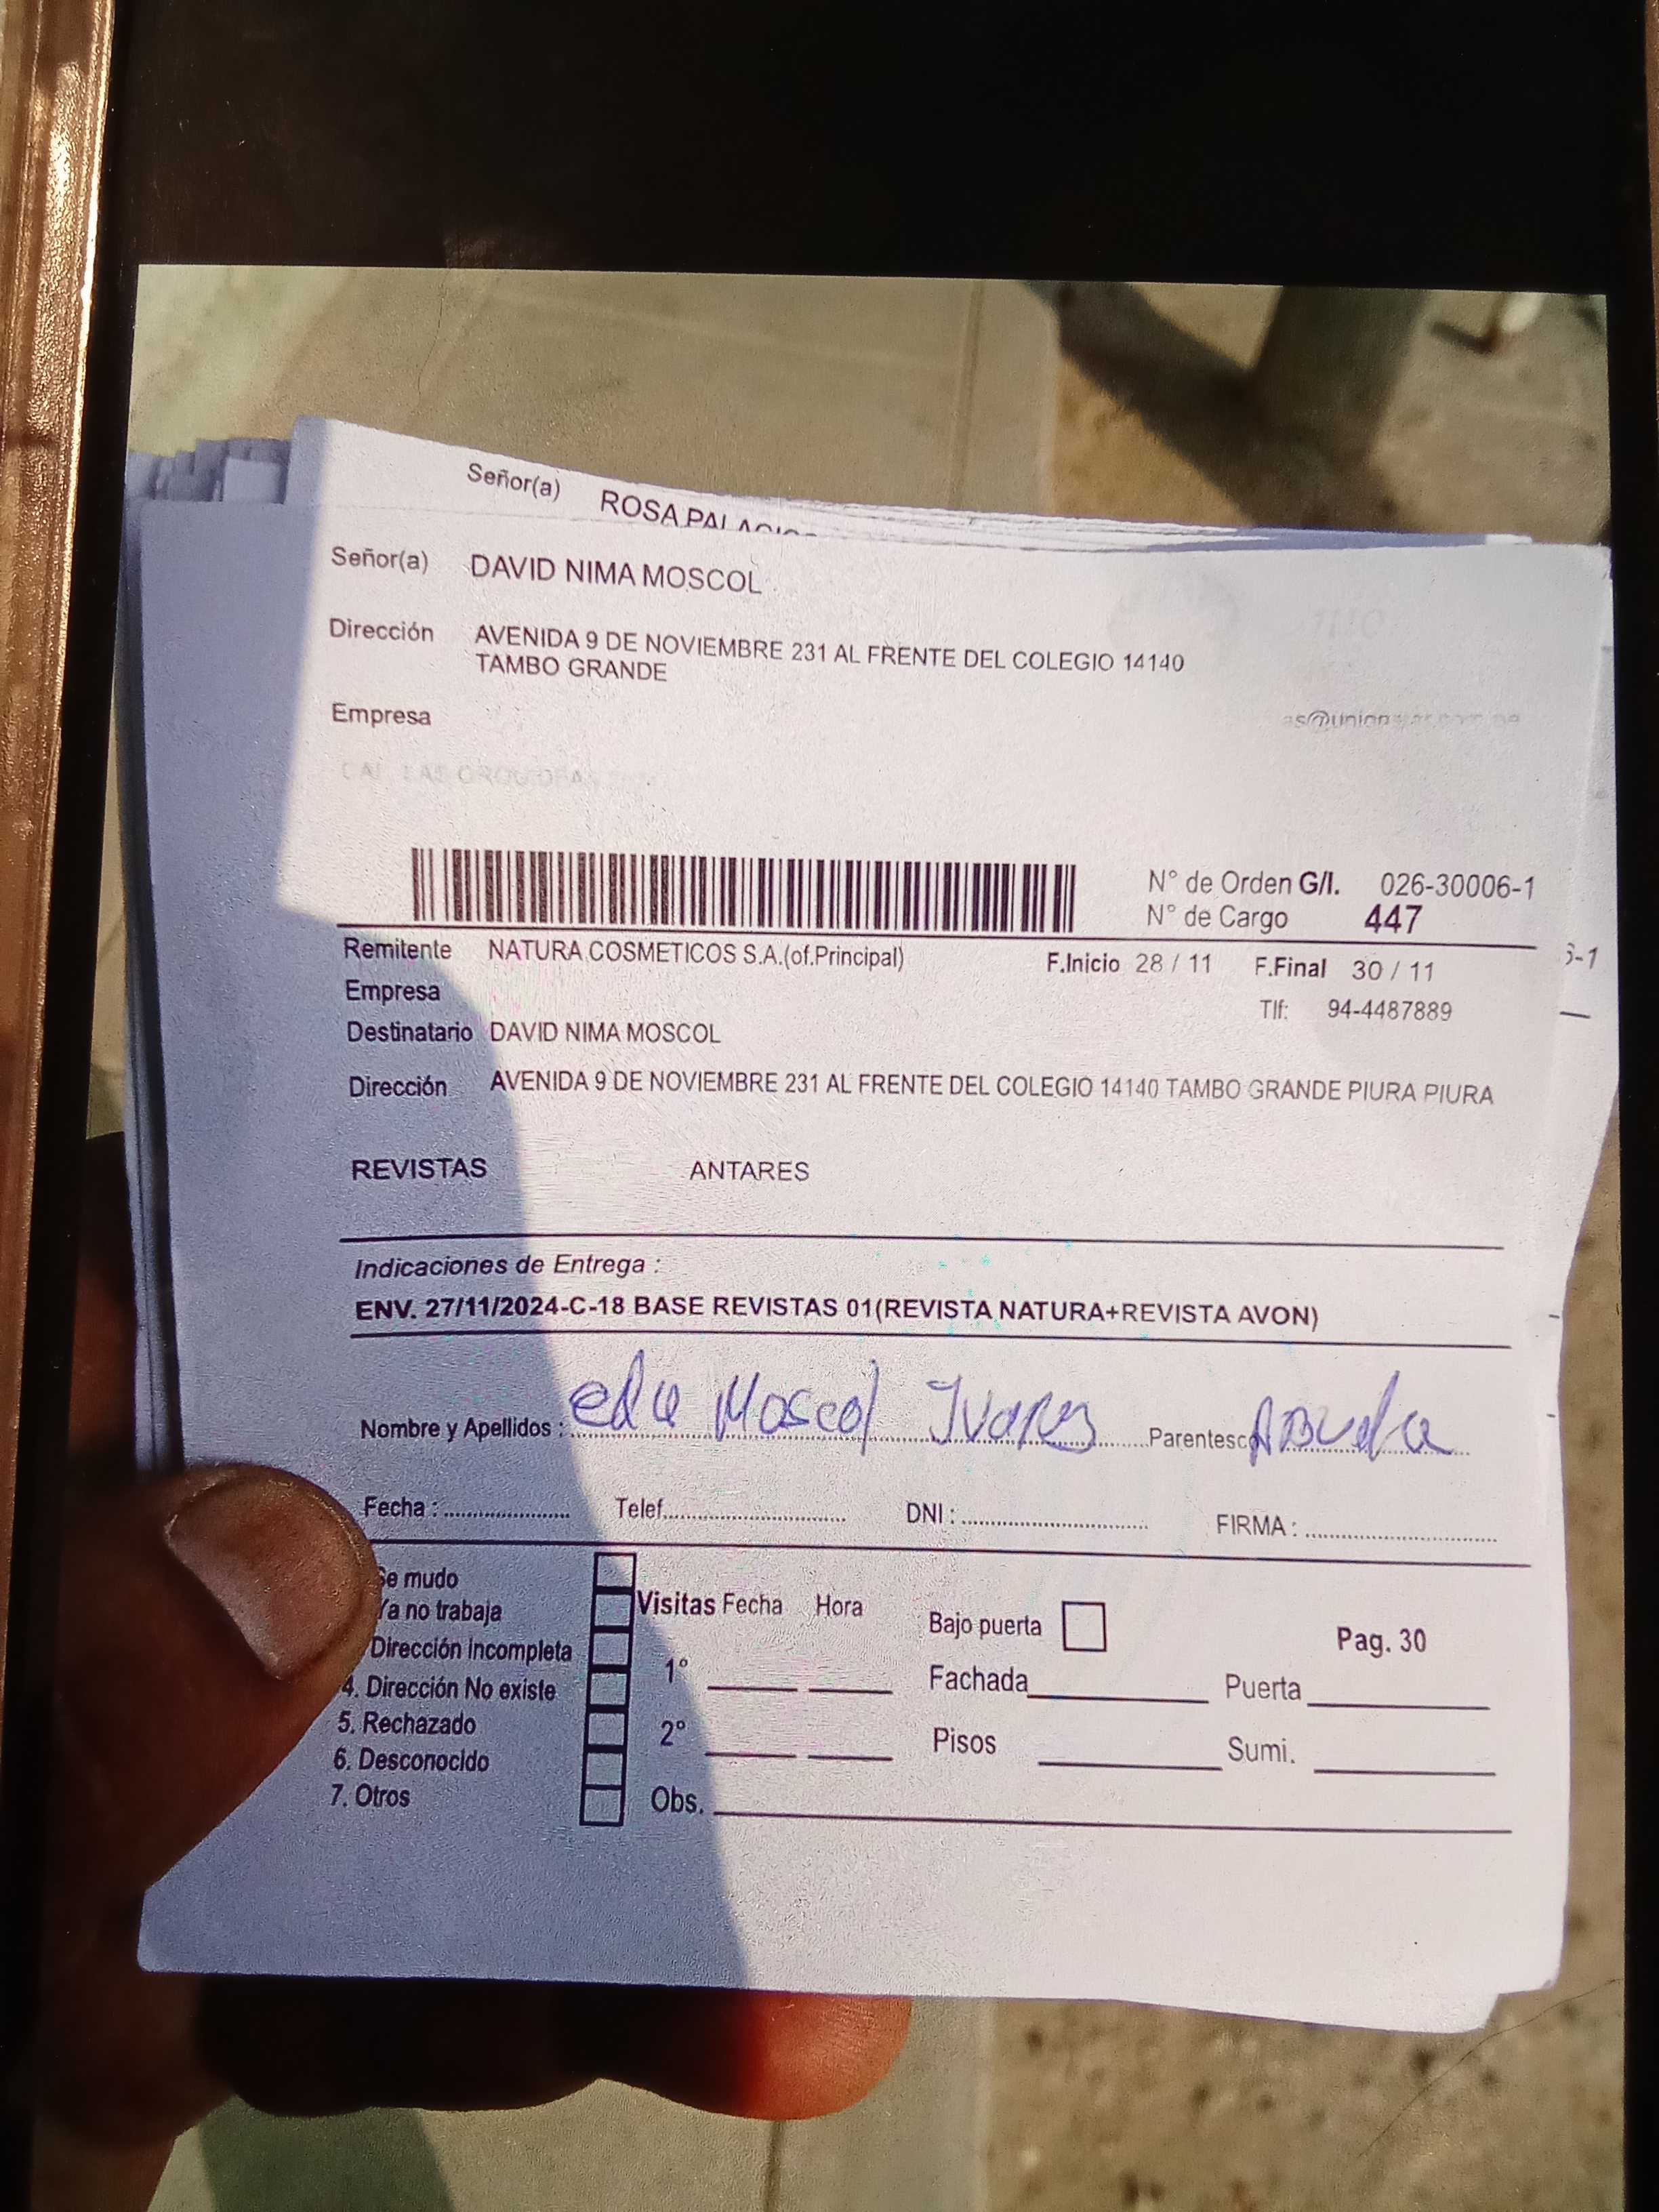 Señor(a) ROSA
Señor(a) DAVID NIMA MOSCOL
Dirección AVENIDA 9 DE NOVIEMBRE 231 AL FRENTE DEL COLEGIO 14140
TAMBO GRANDE
Empresa
N° de Orden G/I. 026-30006-1
N° de Cargo 447
Remitente NATURA COSMETICOS S.A.(of.Principal) F.Inicio 28 / 11 F.Final 30 / 11
Empresa Tlf: 94-4487889
Destinatario DAVID NIMA MOSCOL
Dirección AVENIDA 9 DE NOVIEMBRE 231 AL FRENTE DEL COLEGIO 14140 TAMBO GRANDE PIURA PIURA
REVISTAS ANTARES
Indicaciones de Entrega :
ENV. 27/11/2024-C-18 BASE REVISTAS 01(REVISTA NATURA+REVISTA AVON)
Nombre y Apellidos : Moscol Parentesco
Fecha : Telef. DNI : FIRMA :
Se mudo
Ya no trabaja Visitas Fecha Hora Bajo puerta Pag. 30
Dirección Incompleta
4. Dirección No existe 1° Fachada Puerta
5. Rechazado
6. Desconocido 2° Pisos Sumi.
7. Otros Obs.